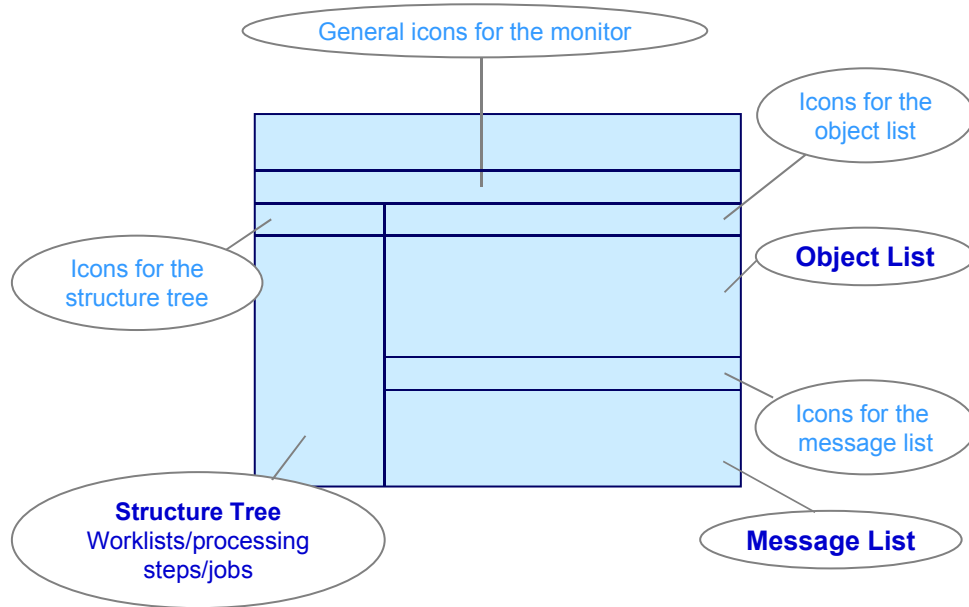 General icons for the monitor
Icons for the
object list
Icons for the
structure tree
Object List
Icons for the
message list
Structure Tree
Worklists/processing
steps/jobs
Message List